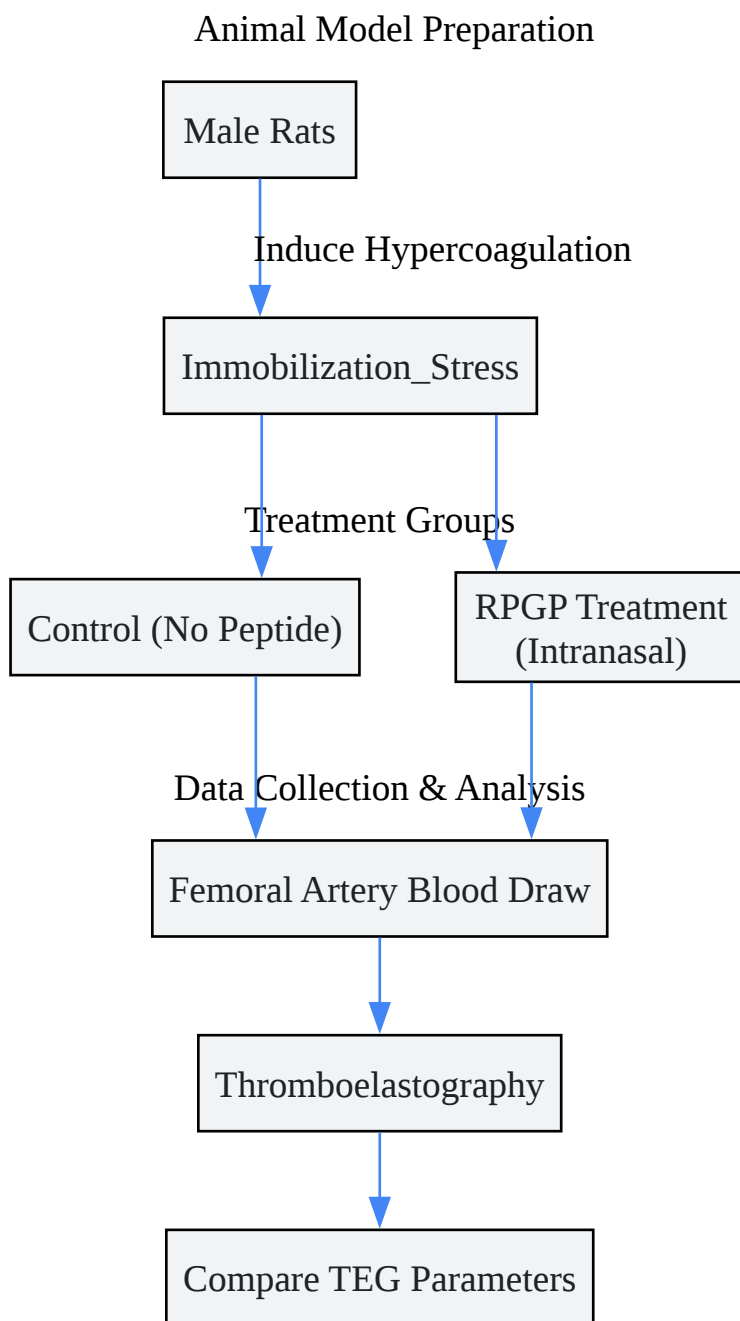 Animal Model Preparation
Male Rats
Induce Hypercoagulation
Immobilization_Stress
Treatment Groups
Control (No Peptide)
RPGP Treatment
(Intranasal)
Data Collection & Analysis
Femoral Artery Blood Draw
Thromboelastography
Compare TEG Parameters